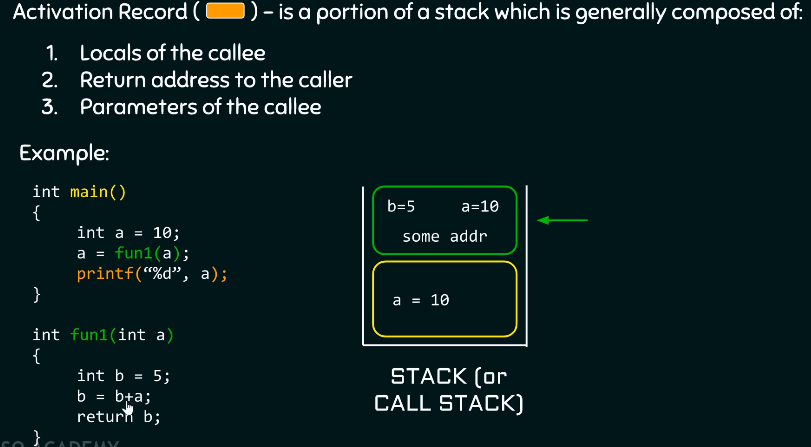 Activation Record ( ) – is a portion of a stack which is generally composed of:
1. Locals of the callee
2. Return address to the caller
3. Parameters of the callee
Example:
int main()
{
int a = 10;
a = fun1(a);
printf(“%d”, a);
}
int fun1(int a)
{
int b = 5;
b = b+a;
return b;
}
b=5 a=10
some addr
a = 10
STACK (or
CALL STACK)
ACADEMY